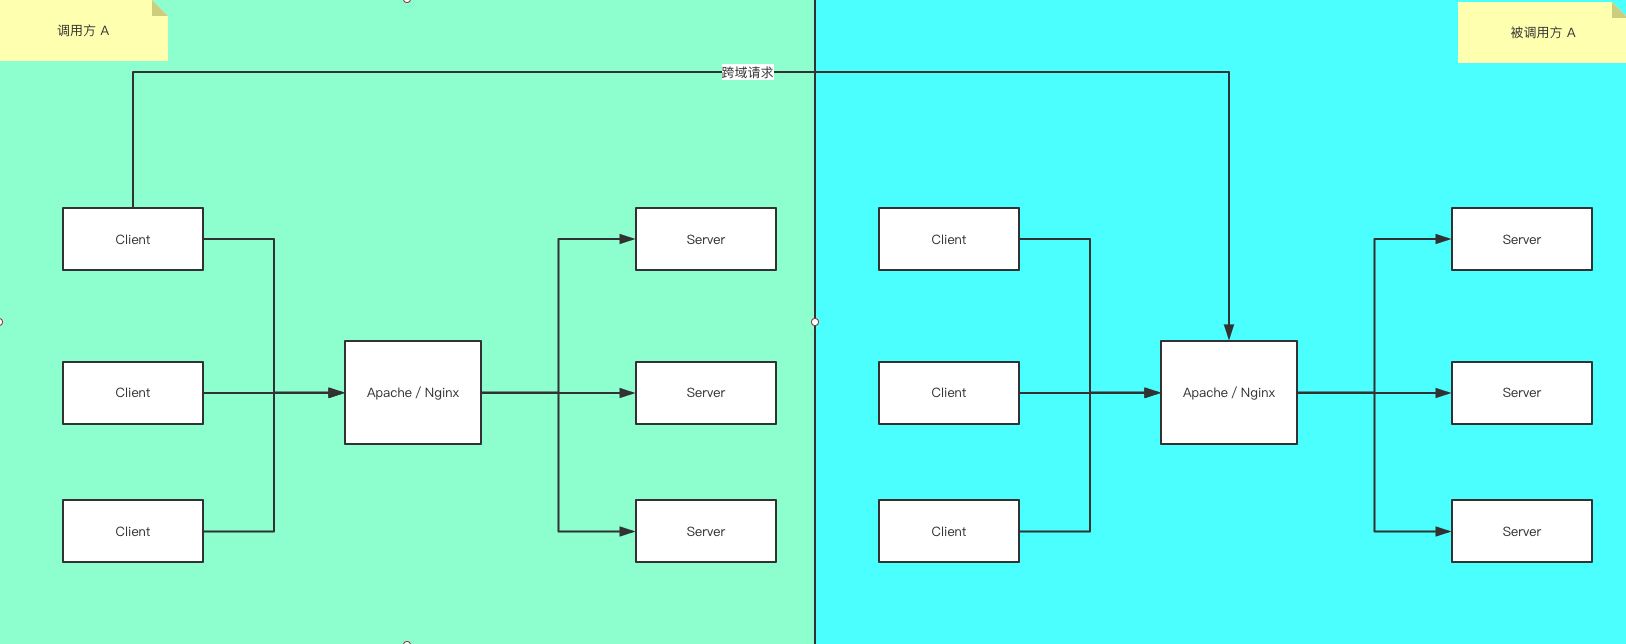 调用方 A
被调用方 A
跨域请求
Client
Server
Client
Server
Client
Apache / Nginx
Server
Client
Apache / Nginx
Server
Client
Server
Client
Server